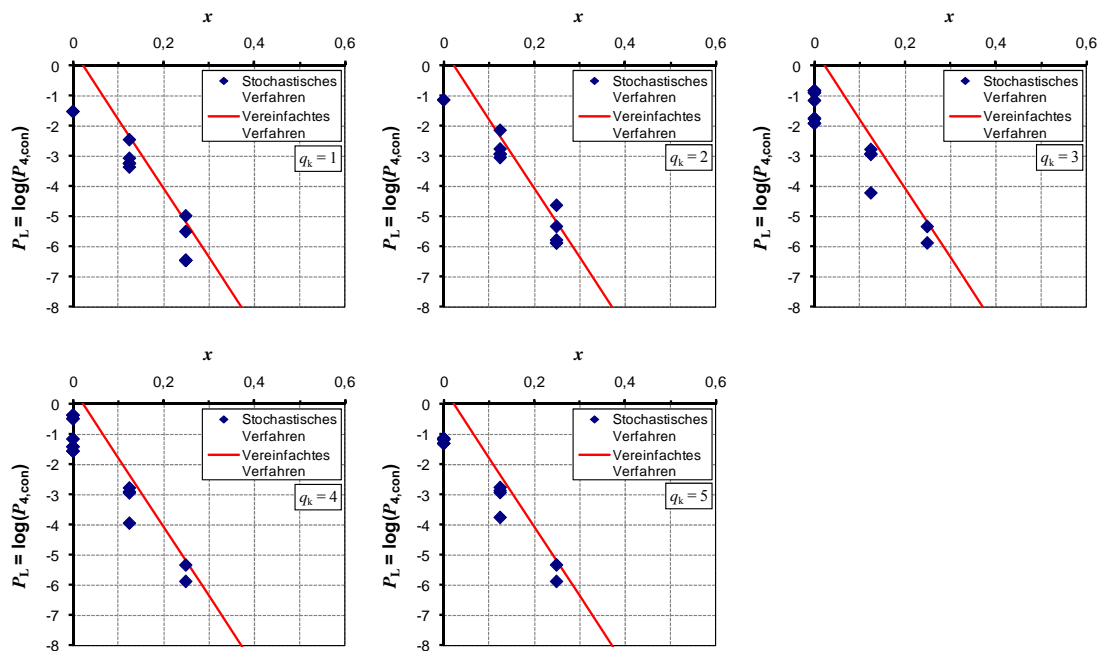 x
x
x
0 0,2 0,4 0,6
0 0,2 0,4 0,6
0 0,2 0,4 0,6
P_L = log(P_4,con)
0
-1
-2
-3
-4
-5
-6
-7
-8
Stochastisches
Verfahren
Vereinfachtes
Verfahren
q_k = 1
P_L = log(P_4,con)
0
-1
-2
-3
-4
-5
-6
-7
-8
Stochastisches
Verfahren
Vereinfachtes
Verfahren
q_k = 2
P_L = log(P_4,con)
0
-1
-2
-3
-4
-5
-6
-7
-8
Stochastisches
Verfahren
Vereinfachtes
Verfahren
q_k = 3
x
x
0 0,2 0,4 0,6
0 0,2 0,4 0,6
P_L = log(P_4,con)
0
-1
-2
-3
-4
-5
-6
-7
-8
Stochastisches
Verfahren
Vereinfachtes
Verfahren
q_k = 4
P_L = log(P_4,con)
0
-1
-2
-3
-4
-5
-6
-7
-8
Stochastisches
Verfahren
Vereinfachtes
Verfahren
q_k = 5